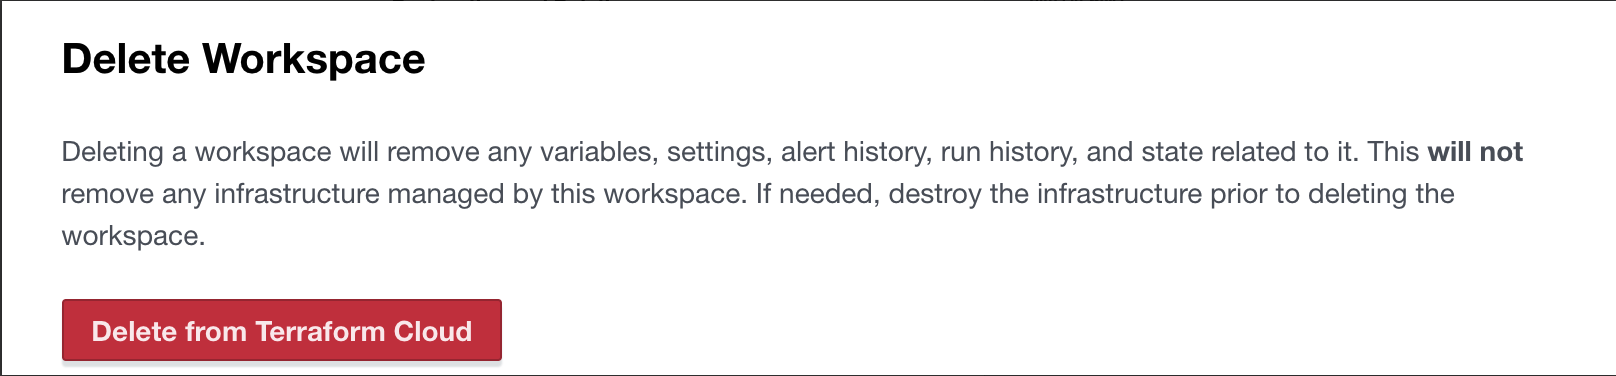 Delete Workspace
Deleting a workspace will remove any variables, settings, alert history, run history, and state related to it. This will not
remove any infrastructure managed by this workspace. If needed, destroy the infrastructure prior to deleting the
workspace.
Delete from Terraform Cloud